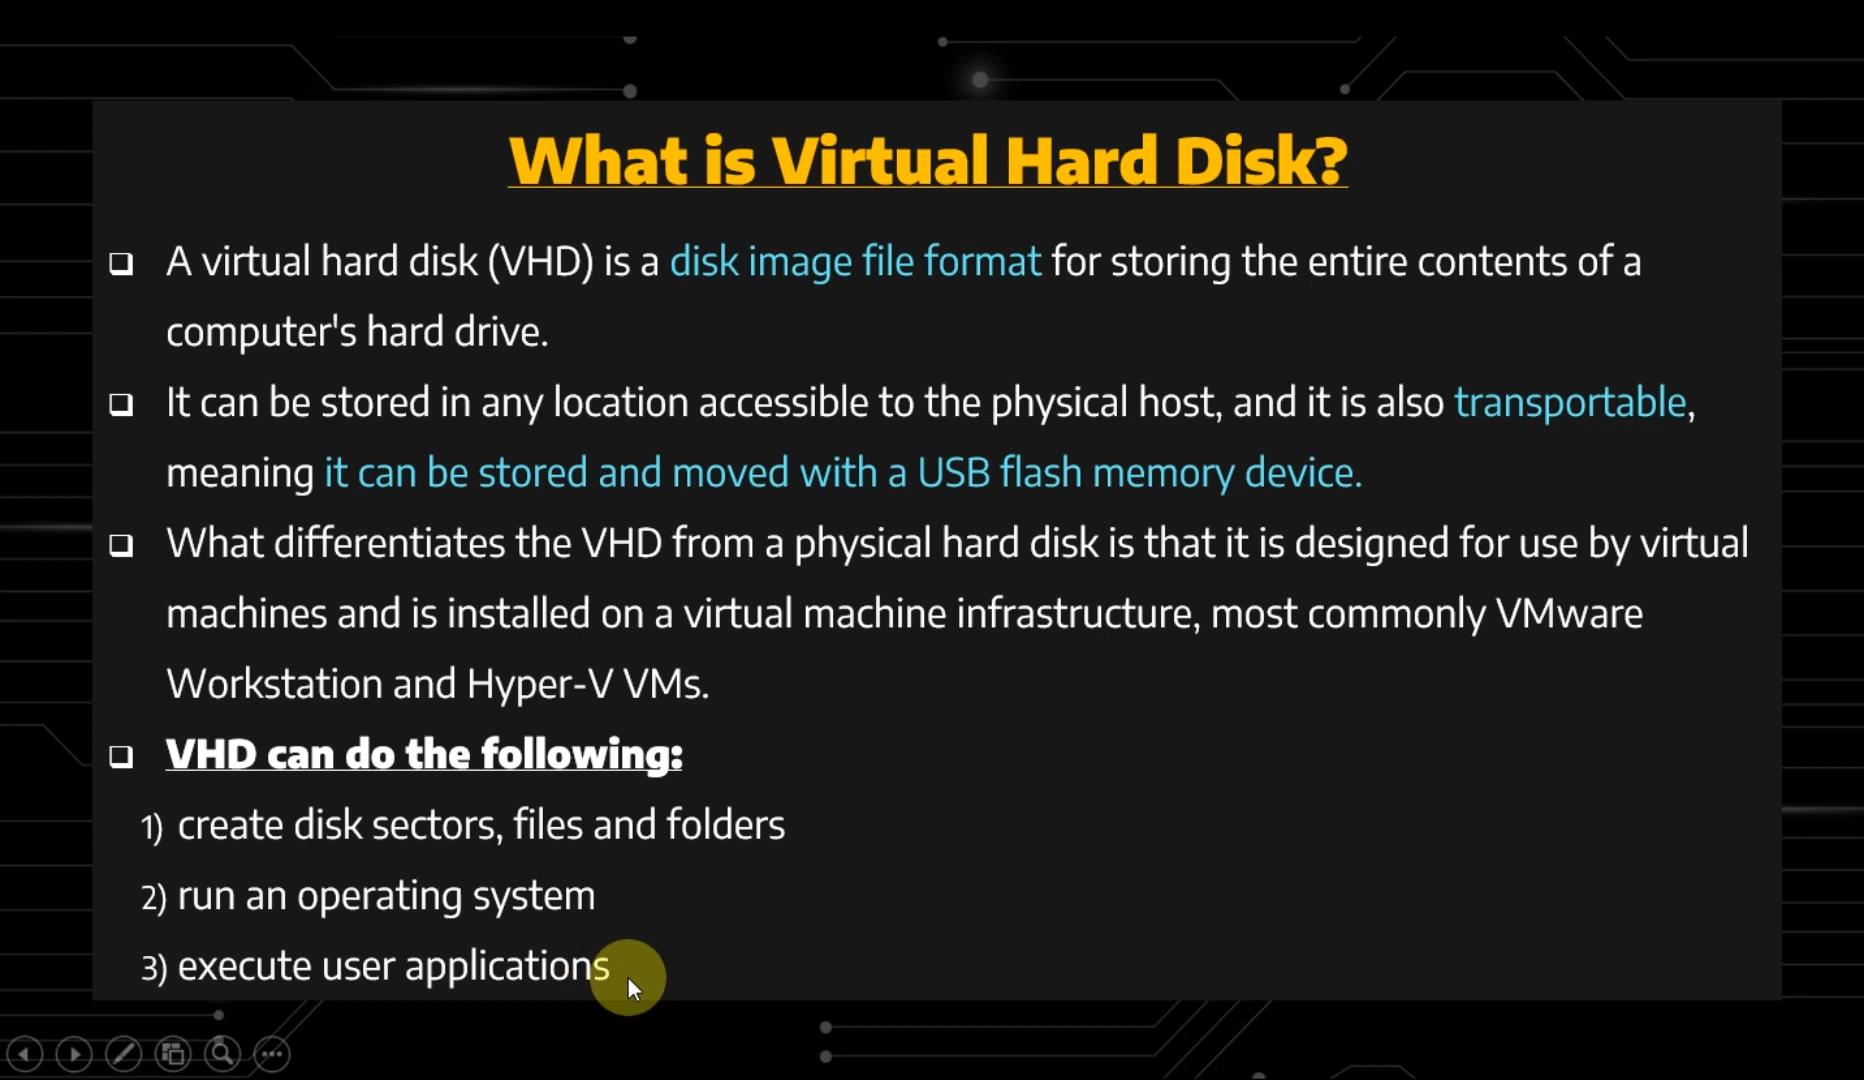 What is Virtual Hard Disk?
A virtual hard disk (VHD) is a disk image file format for storing the entire contents of a
computer's hard drive.
It can be stored in any location accessible to the physical host, and it is also transportable,
meaning it can be stored and moved with a USB flash memory device.
What differentiates the VHD from a physical hard disk is that it is designed for use by virtual
machines and is installed on a virtual machine infrastructure, most commonly VMware
Workstation and Hyper-V VMs.
VHD can do the following:
1) create disk sectors, files and folders
2) run an operating system
3) execute user applications